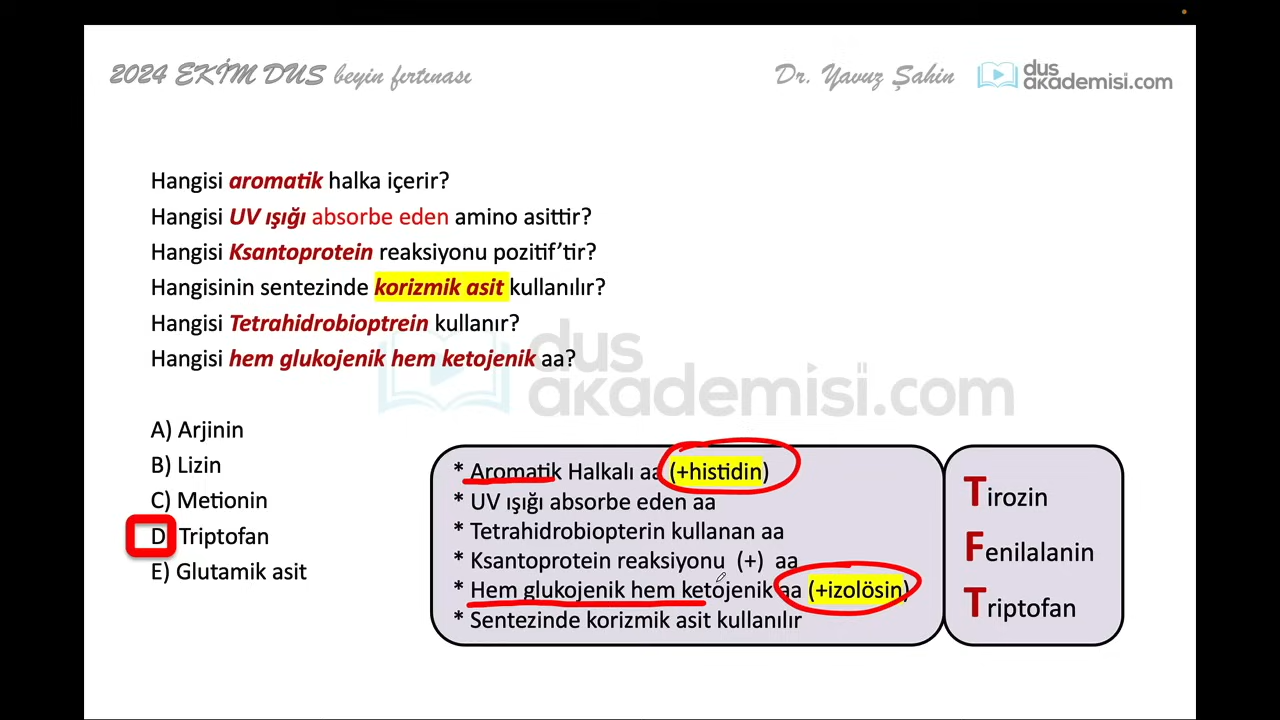 2024 EKİM DUS beyin fırtınası
Dr. Yavuz Şahin
dus
akademisi.com
Hangisi aromatik halka içerir?
Hangisi UV ışığı absorbe eden amino asittir?
Hangisi Ksantoprotein reaksiyonu pozitif’tir?
Hangisinin sentezinde korizmik asit kullanılır?
Hangisi Tetrahidrobioptrein kullanır?
Hangisi hem glukojenik hem ketojenik aa?
dus
akademisi.com
A) Arjinin
B) Lizin
C) Metionin
D) Triptofan
E) Glutamik asit
* Aromatik Halkalı aa (+histidin)
* UV ışığı absorbe eden aa
* Tetrahidrobiopterin kullanan aa
* Ksantoprotein reaksiyonu (+) aa
* Hem glukojenik hem ketojenik aa (+izolösin)
* Sentezinde korizmik asit kullanılır
Tirozin
Fenilalanin
Triptofan